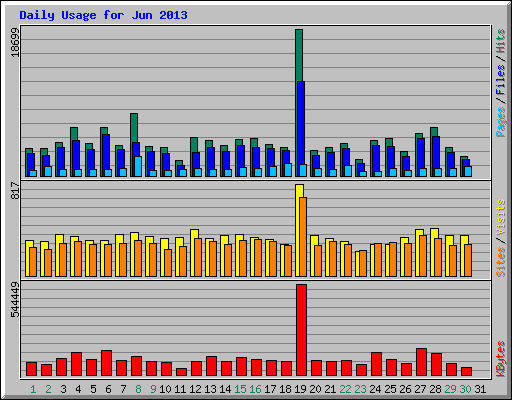 Daily Usage for Jun 2013
18699
Pages / Files / Hits
817
Sites / Visits
544449
KBytes
1 2 3 4 5 6 7 8 9 10 11 12 13 14 15 16 17 18 19 20 21 22 23 24 25 26 27 28 29 30 31